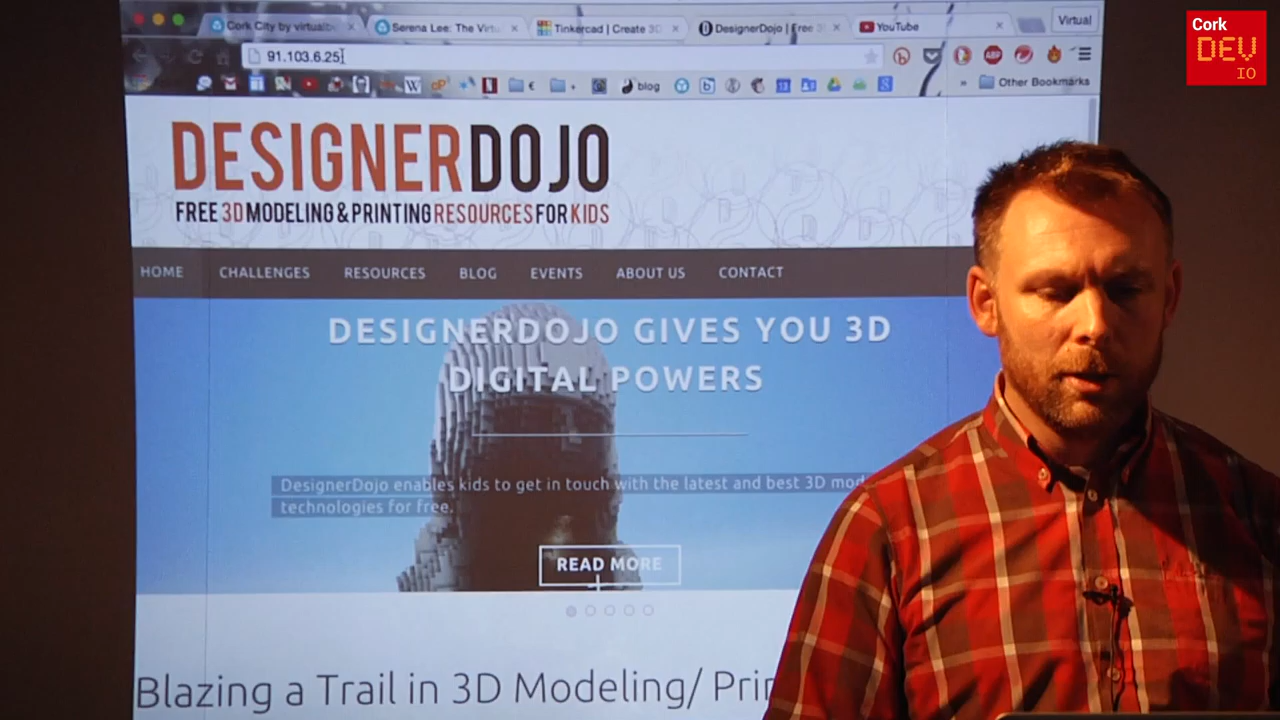 Cork City by virtualb
Serena Lee: The Virtu
Tinkercad | Create 3D
DesignerDojo | Free 3
YouTube
Virtual
Cork
DEV
IO
91.103.6.25
blog
Other Bookmarks
DESIGNERDOJO
FREE 3D MODELING & PRINTING RESOURCES FOR KIDS
HOME CHALLENGES RESOURCES BLOG EVENTS ABOUT US CONTACT
DESIGNERDOJO GIVES YOU 3D
DIGITAL POWERS
DesignerDojo enables kids to get in touch with the latest and best 3D mod
technologies for free.
READ MORE
Blazing a Trail in 3D Modeling/ Prin